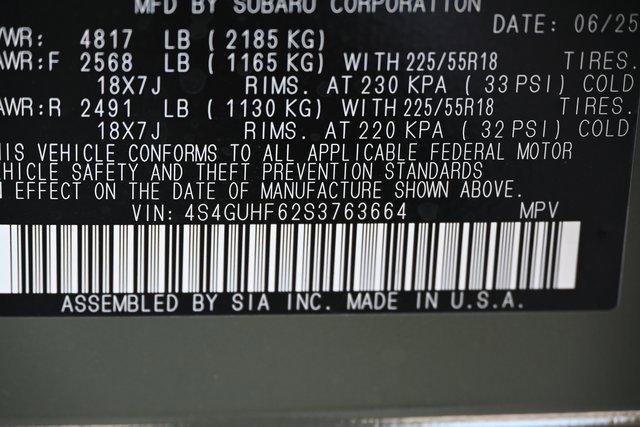 MFD BY SUBARU CORPORATION
DATE: 06/25
VWR: 4817 LB ( 2185 KG)
AWR:F 2568 LB ( 1165 KG) WITH 225/55R18 TIRES.
18X7J RIMS. AT 230 KPA ( 33 PSI) COLD
AWR:R 2491 LB ( 1130 KG) WITH 225/55R18 TIRES.
18X7J RIMS. AT 220 KPA ( 32 PSI) COLD
HIS VEHICLE CONFORMS TO ALL APPLICABLE FEDERAL MOTOR
EHICLE SAFETY AND THEFT PREVENTION STANDARDS
N EFFECT ON THE DATE OF MANUFACTURE SHOWN ABOVE.
VIN: 4S4GUHF62S3763664 MPV
ASSEMBLED BY SIA INC. MADE IN U.S.A.